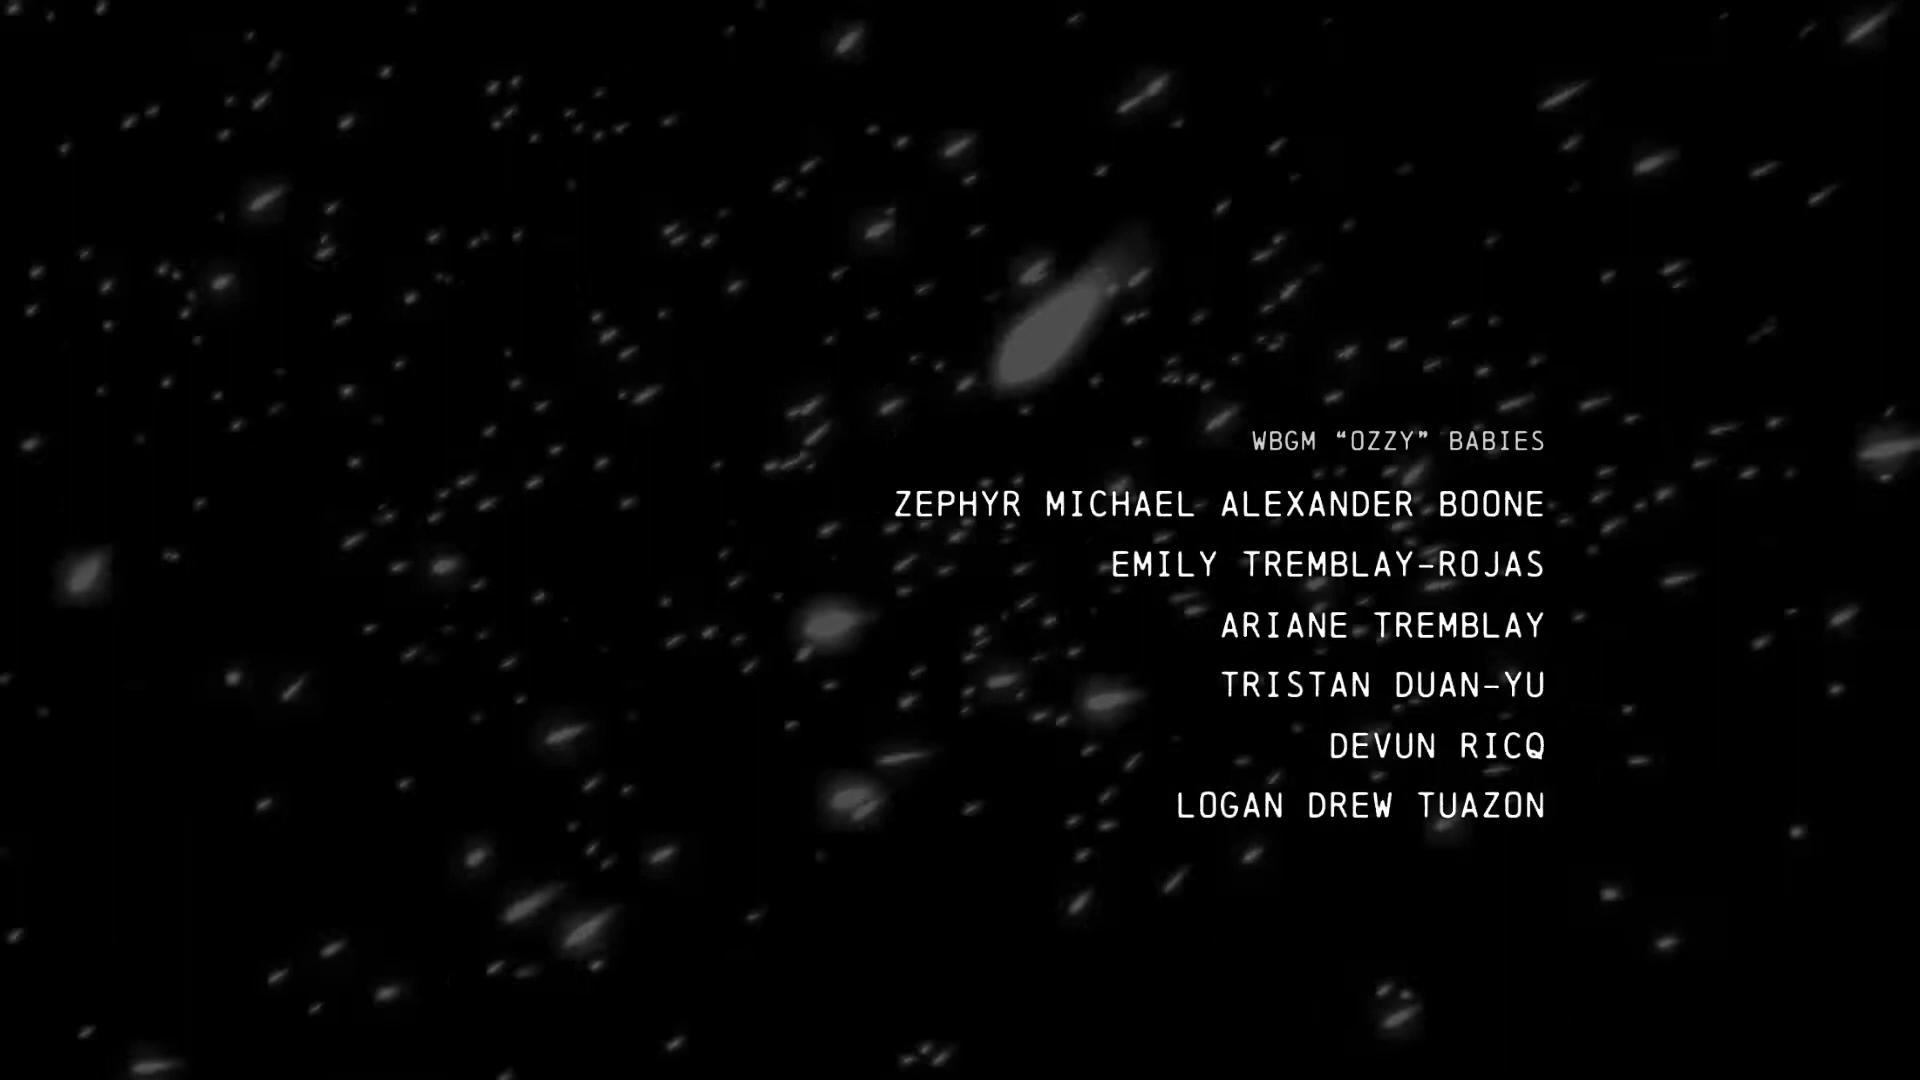 WBGM “OZZY” BABIES
ZEPHYR MICHAEL ALEXANDER BOONE
EMILY TREMBLAY-ROJAS
ARIANE TREMBLAY
TRISTAN DUAN-YU
DEVUN RICQ
LOGAN DREW TUAZON